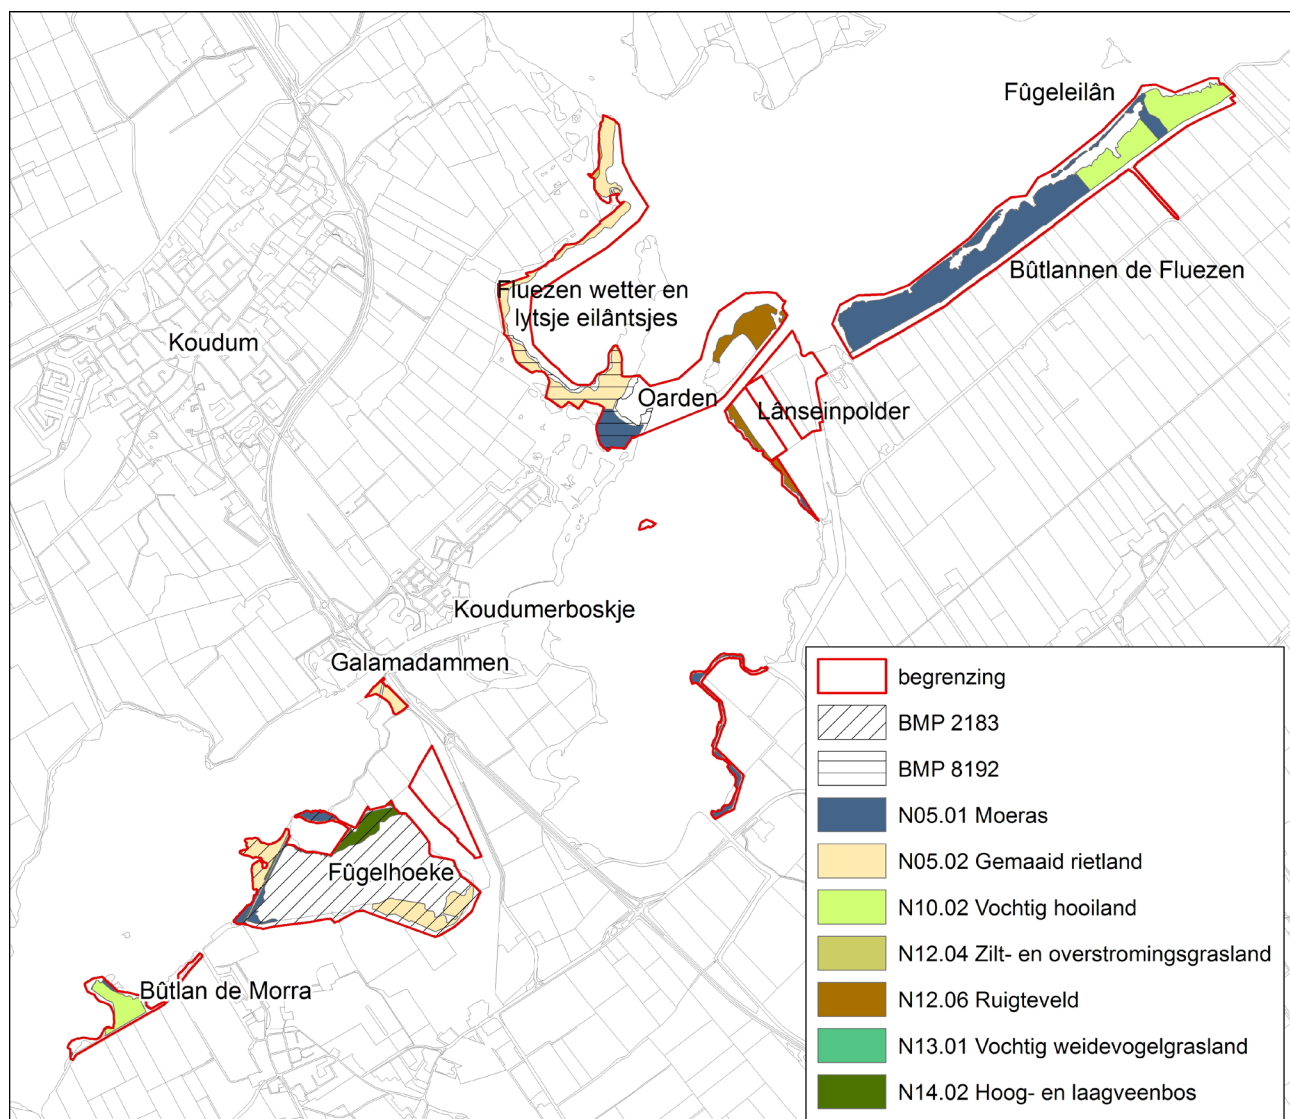 Fûgeleilân
Bûtlannen de Fluezen
Fluezen wetter en
lytsje eilântsjes
Koudum
Oarden
Lânseinpolder
Koudumerboskje
Galamadammen
Fûgelhoeke
Bûtlan de Morra
begrenzing
BMP 2183
BMP 8192
N05.01 Moeras
N05.02 Gemaaid rietland
N10.02 Vochtig hooiland
N12.04 Zilt- en overstromingsgrasland
N12.06 Ruigteveld
N13.01 Vochtig weidevogelgrasland
N14.02 Hoog- en laagveenbos